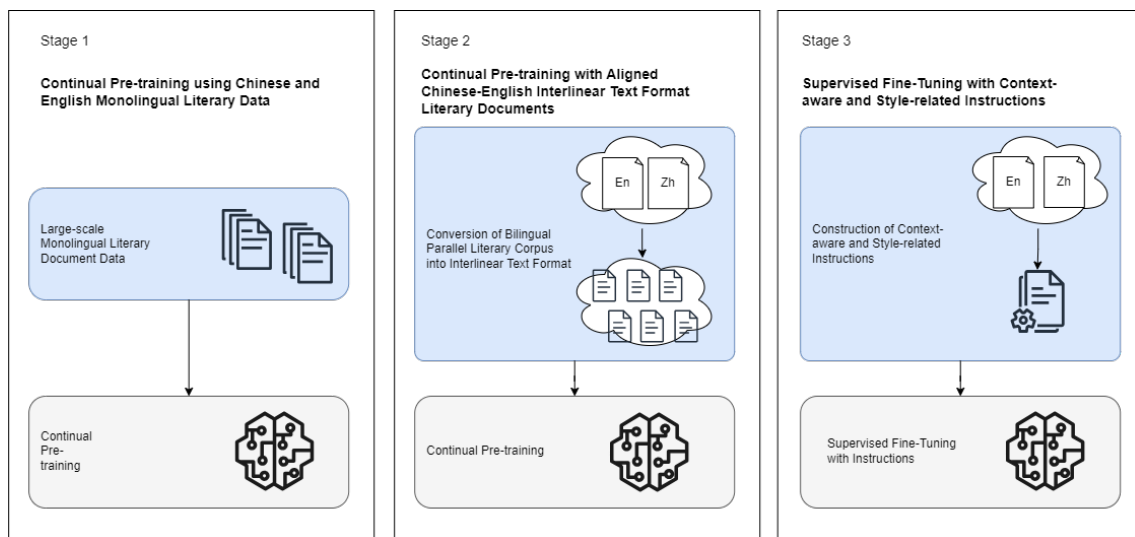 Stage 1
Continual Pre-training using Chinese and
English Monolingual Literary Data
Large-scale
Monolingual Literary
Document Data
Continual
Pre-
training
Stage 2
Continual Pre-training with Aligned
Chinese-English Interlinear Text Format
Literary Documents
En
Zh
Conversion of Bilingual
Parallel Literary Corpus
into Interlinear Text Format
Continual Pre-training
Stage 3
Supervised Fine-Tuning with Context-
aware and Style-related Instructions
En
Zh
Construction of Context-
aware and Style-related
Instructions
Supervised Fine-Tuning
with Instructions